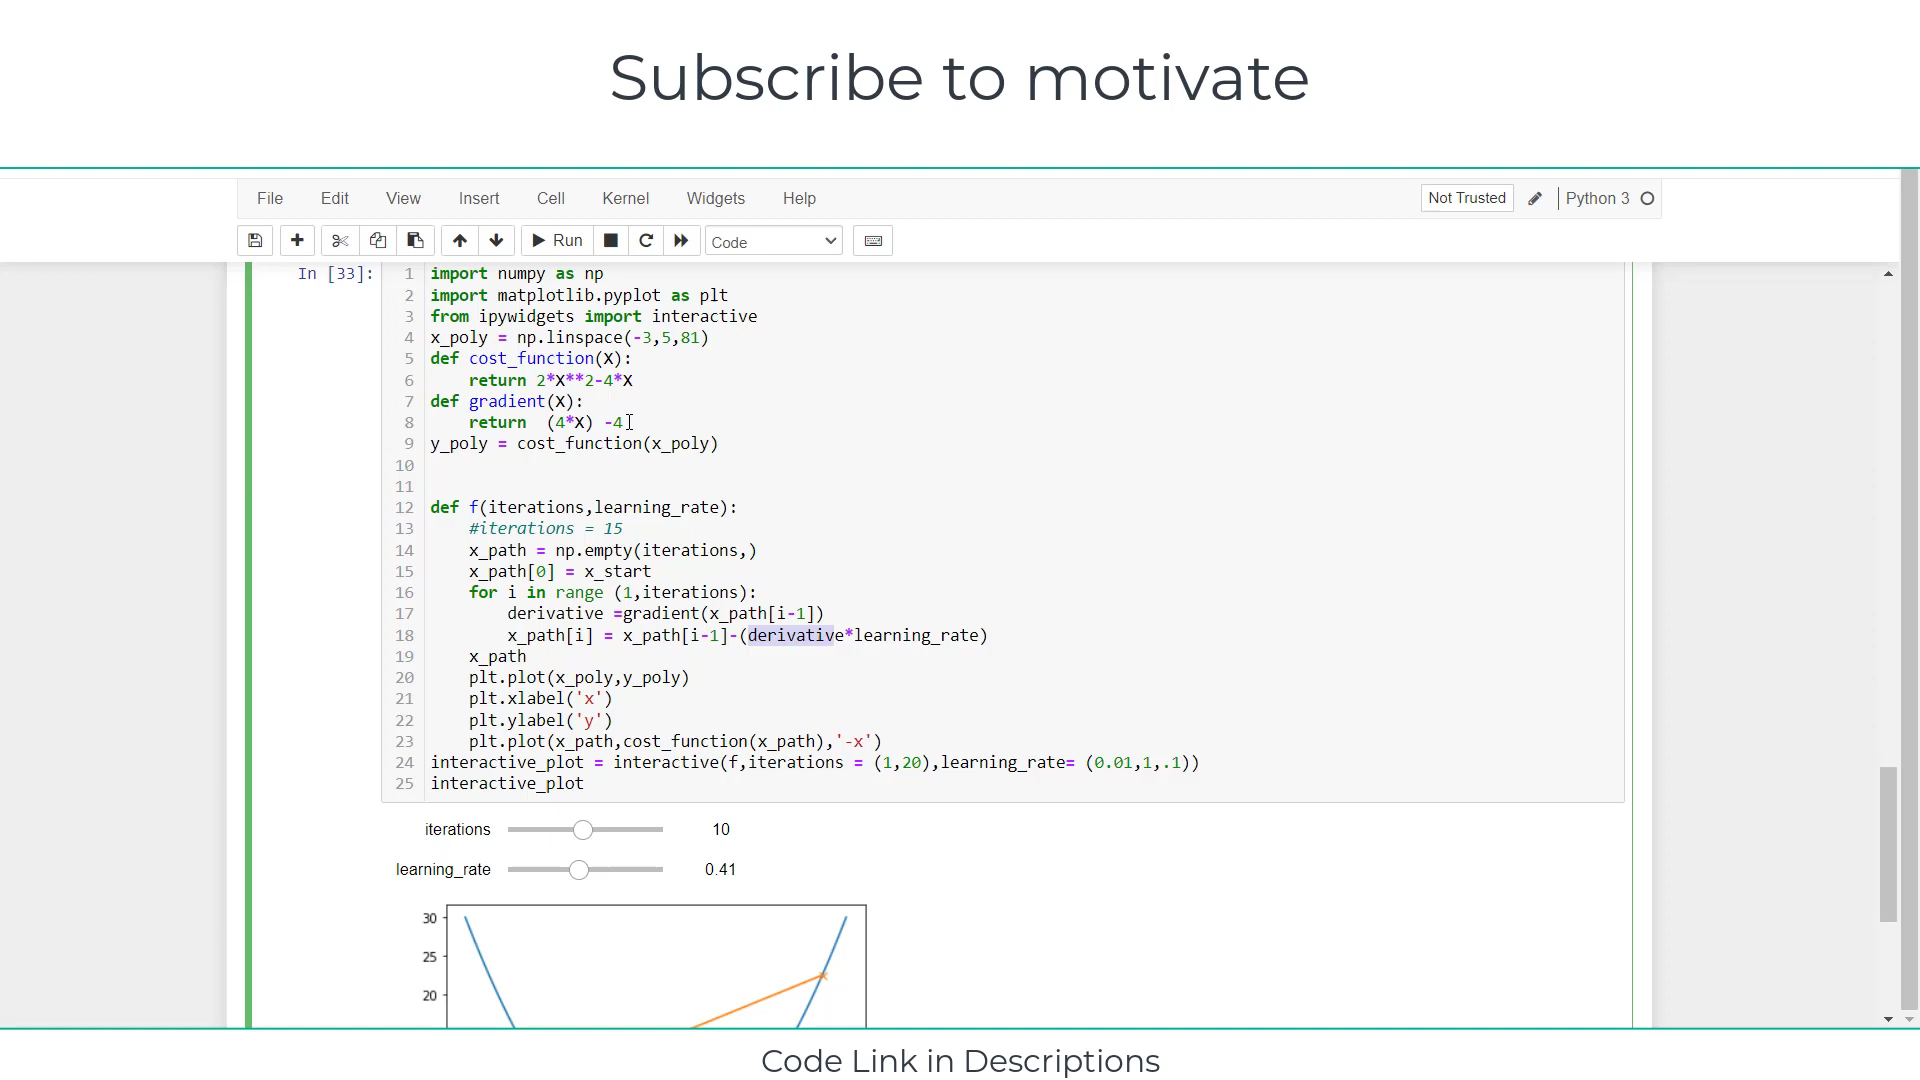 Subscribe to motivate
File Edit View Insert Cell Kernel Widgets Help Not Trusted Python 3
Run Code
In [33]:
1 import numpy as np
2 import matplotlib.pyplot as plt
3 from ipywidgets import interactive
4 x_poly = np.linspace(-3,5,81)
5 def cost_function(X):
6     return 2*X**2-4*X
7 def gradient(X):
8     return  (4*X) -4
9 y_poly = cost_function(x_poly)
10
11
12 def f(iterations,learning_rate):
13     #iterations = 15
14     x_path = np.empty(iterations,)
15     x_path[0] = x_start
16     for i in range (1,iterations):
17         derivative =gradient(x_path[i-1])
18         x_path[i] = x_path[i-1]-(derivative*learning_rate)
19     x_path
20     plt.plot(x_poly,y_poly)
21     plt.xlabel('x')
22     plt.ylabel('y')
23     plt.plot(x_path,cost_function(x_path),'-x')
24 interactive_plot = interactive(f,iterations = (1,20),learning_rate= (0.01,1,.1))
25 interactive_plot
iterations 10
learning_rate 0.41
30
25
20
Code Link in Descriptions